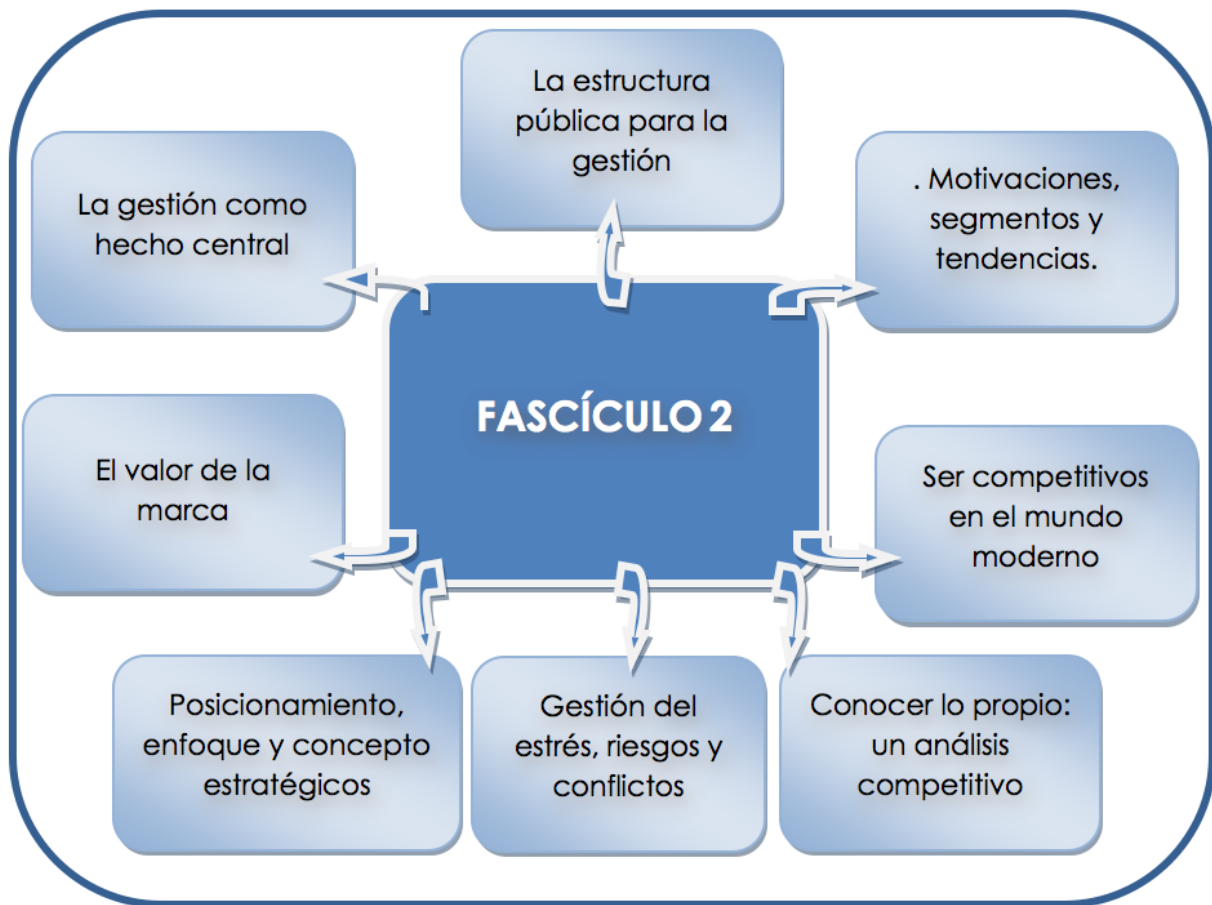 La estructura
pública para la
gestión
La gestión como
hecho central
. Motivaciones,
segmentos y
tendencias.
FASCÍCULO 2
El valor de la
marca
Ser competitivos
en el mundo
moderno
Posicionamiento,
enfoque y concepto
estratégicos
Gestión del
estrés, riesgos y
conflictos
Conocer lo propio:
un análisis
competitivo